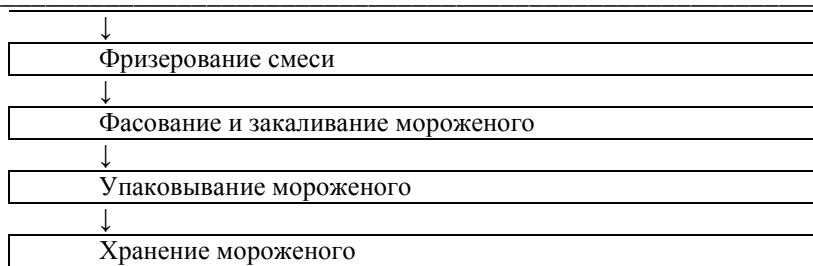 ↓
Фризерование смеси
↓
Фасование и закаливание мороженого
↓
Упаковывание мороженого
↓
Хранение мороженого